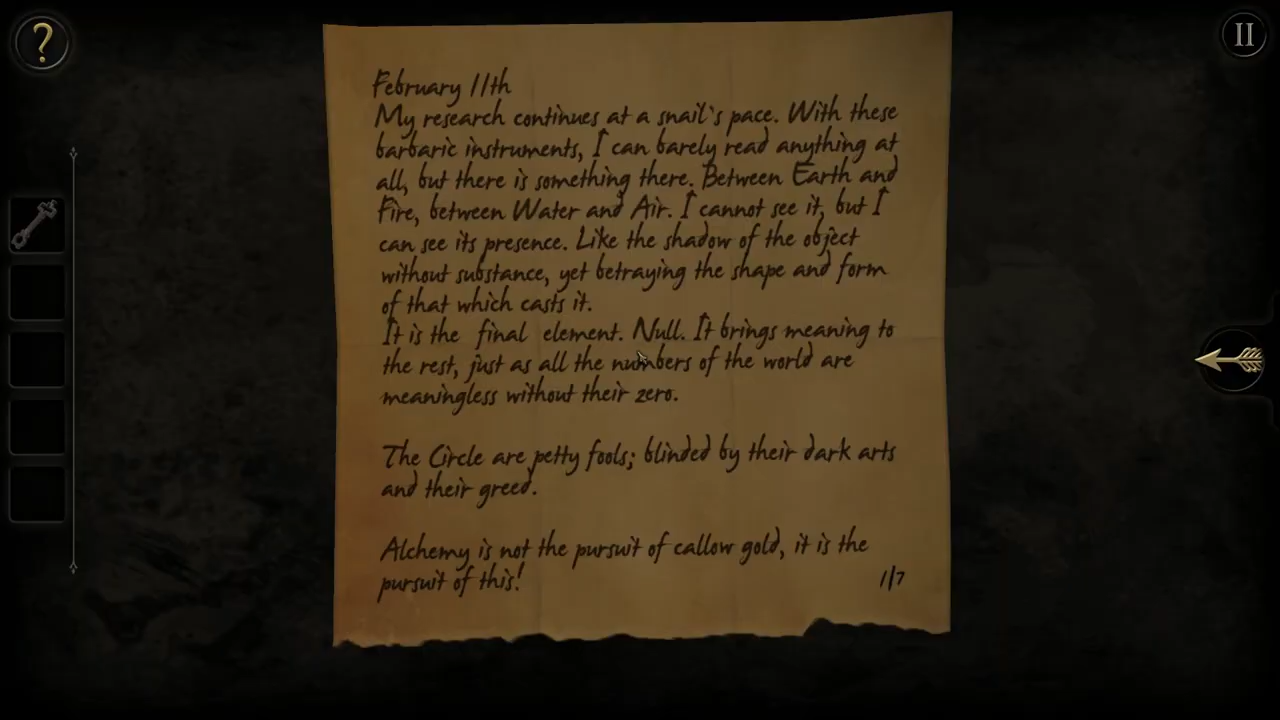 February 11th
My research continues at a snail's pace. With these
barbaric instruments, I can barely read anything at
all, but there is something there. Between Earth and
Fire, between Water and Air. I cannot see it, but I
can see its presence. Like the shadow of the object
without substance, yet betraying the shape and form
of that which casts it.
It is the final element. Null. It brings meaning to
the rest, just as all the numbers of the world are
meaningless without their zero.
The Circle are petty fools; blinded by their dark arts
and their greed.
Alchemy is not the pursuit of callow gold, it is the
pursuit of this!
1/7